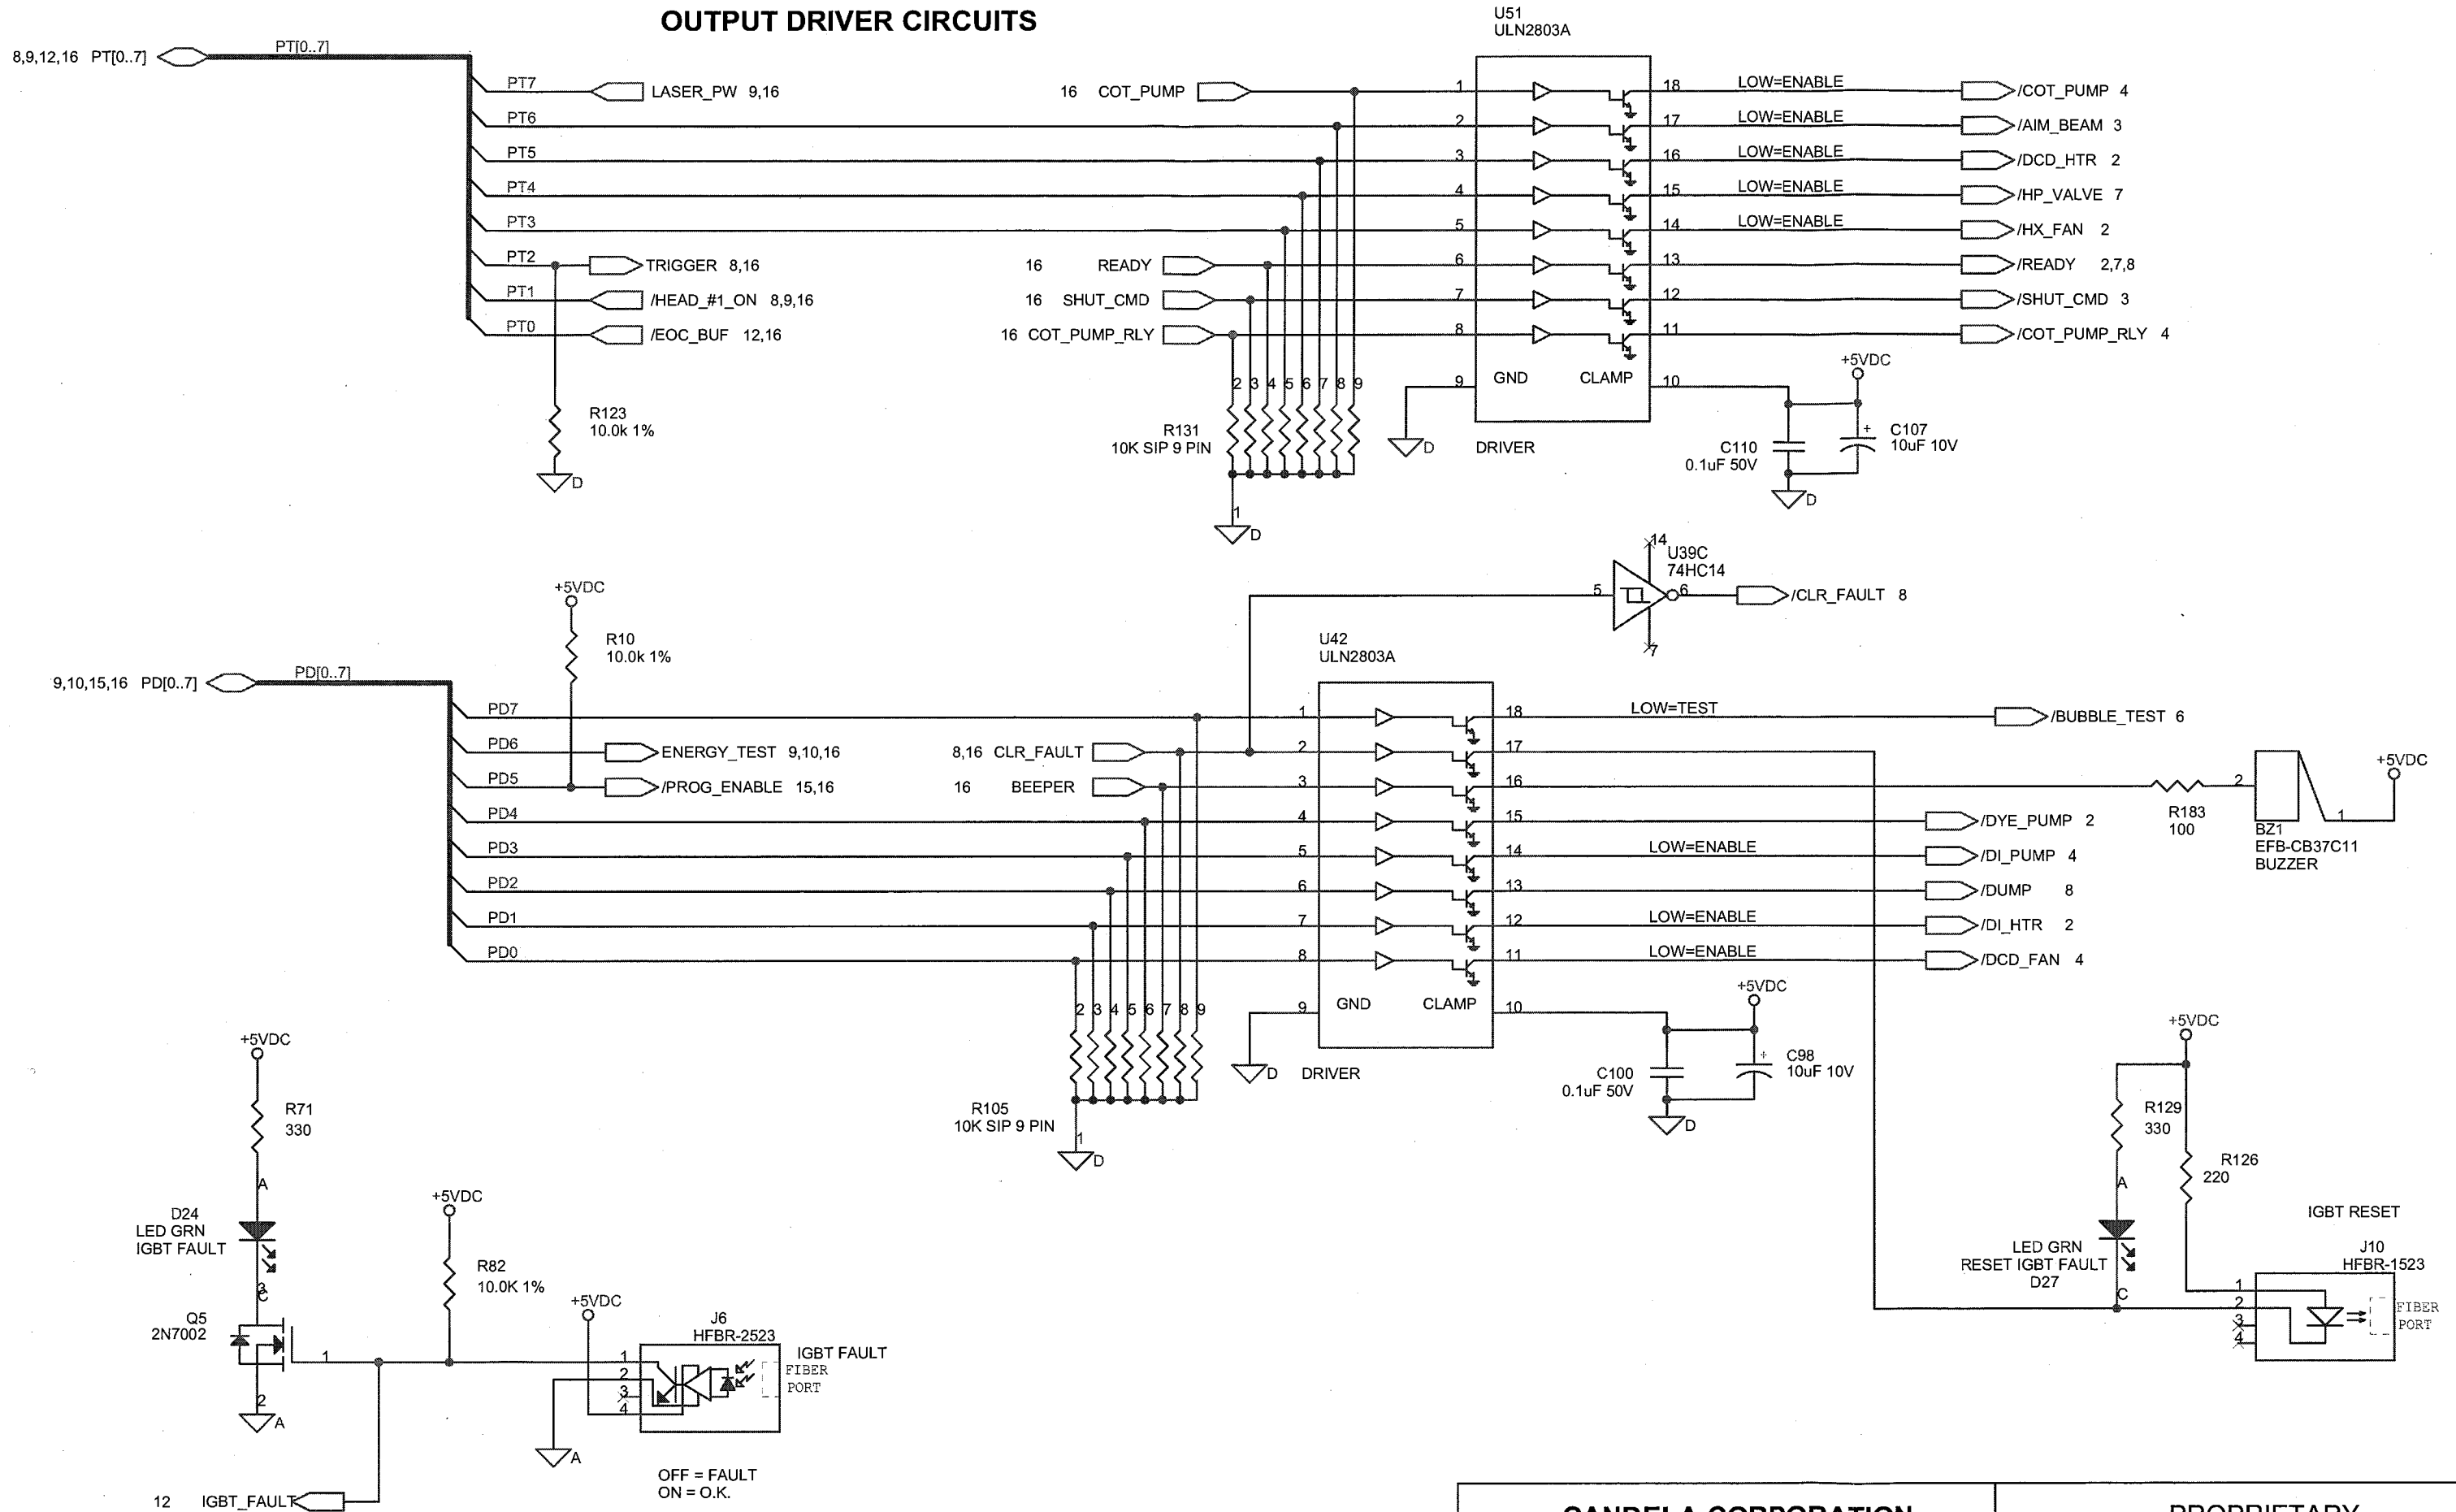 OUTPUT DRIVER CIRCUITS
U51
ULN2803A
8,9,12,16 PT[0..7]
PT[0..7]
PT7
LASER_PW 9,16
PT6
PT5
PT4
PT3
PT2
TRIGGER 8,16
PT1
/HEAD_#1_ON 8,9,16
PT0
/EOC_BUF 12,16
16 COT_PUMP
16 READY
16 SHUT_CMD
16 COT_PUMP_RLY
1
2
3
4
5
6
7
8
9
GND
CLAMP
DRIVER
18
17
16
15
14
13
12
11
10
LOW=ENABLE
LOW=ENABLE
LOW=ENABLE
LOW=ENABLE
LOW=ENABLE
/COT_PUMP 4
/AIM_BEAM 3
/DCD_HTR 2
/HP_VALVE 7
/HX_FAN 2
/READY 2,7,8
/SHUT_CMD 3
/COT_PUMP_RLY 4
+5VDC
C107
10uF 10V
+
C110
0.1uF 50V
D
2 3 4 5 6 7 8 9
R131
10K SIP 9 PIN
1
D
D
R123
10.0k 1%
D
14
U39C
74HC14
5
6
7
/CLR_FAULT 8
+5VDC
R10
10.0k 1%
9,10,15,16 PD[0..7]
PD[0..7]
PD7
PD6
ENERGY_TEST 9,10,16
PD5
/PROG_ENABLE 15,16
PD4
PD3
PD2
PD1
PD0
8,16 CLR_FAULT
16 BEEPER
U42
ULN2803A
1
2
3
4
5
6
7
8
9
GND
CLAMP
DRIVER
18
17
16
15
14
13
12
11
10
LOW=TEST
LOW=ENABLE
LOW=ENABLE
LOW=ENABLE
/BUBBLE_TEST 6
/DYE_PUMP 2
/DI_PUMP 4
/DUMP 8
/DI_HTR 2
/DCD_FAN 4
R183
100
2
1
+5VDC
BZ1
EFB-CB37C11
BUZZER
+5VDC
C98
10uF 10V
+
C100
0.1uF 50V
D
D
2 3 4 5 6 7 8 9
R105
10K SIP 9 PIN
1
D
+5VDC
R71
330
A
D24
LED GRN
IGBT FAULT
3
C
Q5
2N7002
1
2
A
+5VDC
R82
10.0K 1%
+5VDC
J6
HFBR-2523
IGBT FAULT
1
2
3
4
FIBER
PORT
A
OFF = FAULT
ON = O.K.
12 IGBT_FAULT
+5VDC
R129
330
R126
220
A
LED GRN
RESET IGBT FAULT
D27
C
IGBT RESET
J10
HFBR-1523
1
2
3
4
FIBER
PORT
CANDELA CORPORATION
PROPRIETARY